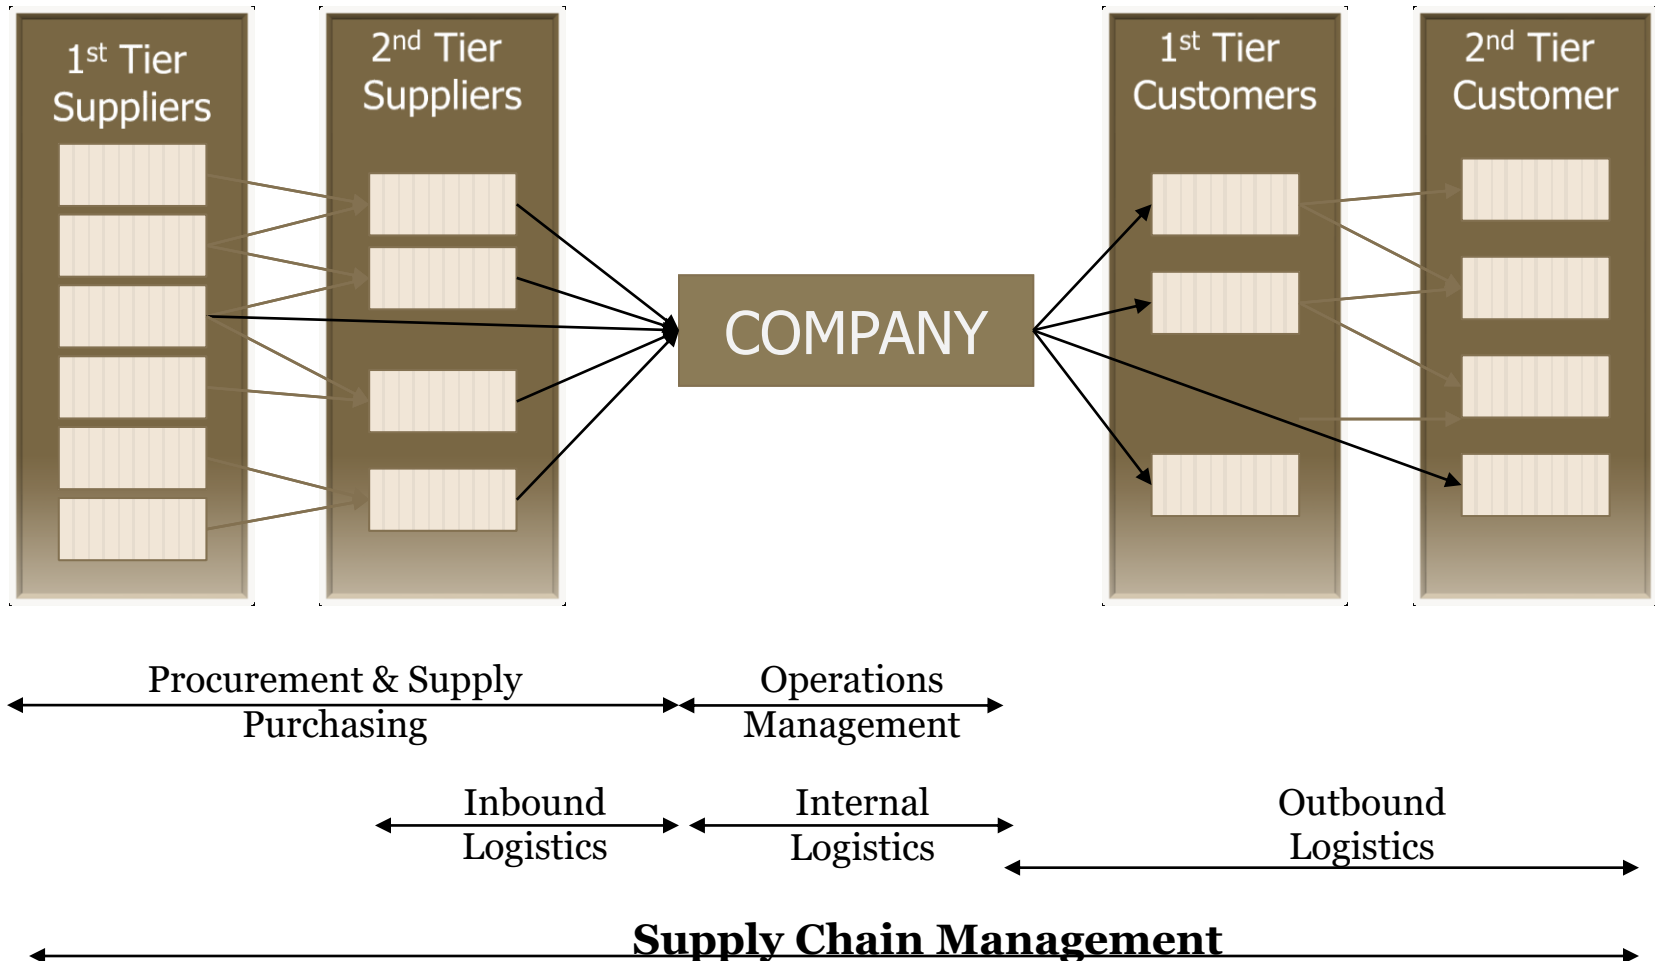 1st Tier
Suppliers
2nd Tier
Suppliers
COMPANY
1st Tier
Customers
2nd Tier
Customer
Procurement & Supply
Purchasing
Operations
Management
Inbound
Logistics
Internal
Logistics
Outbound
Logistics
Supply Chain Management